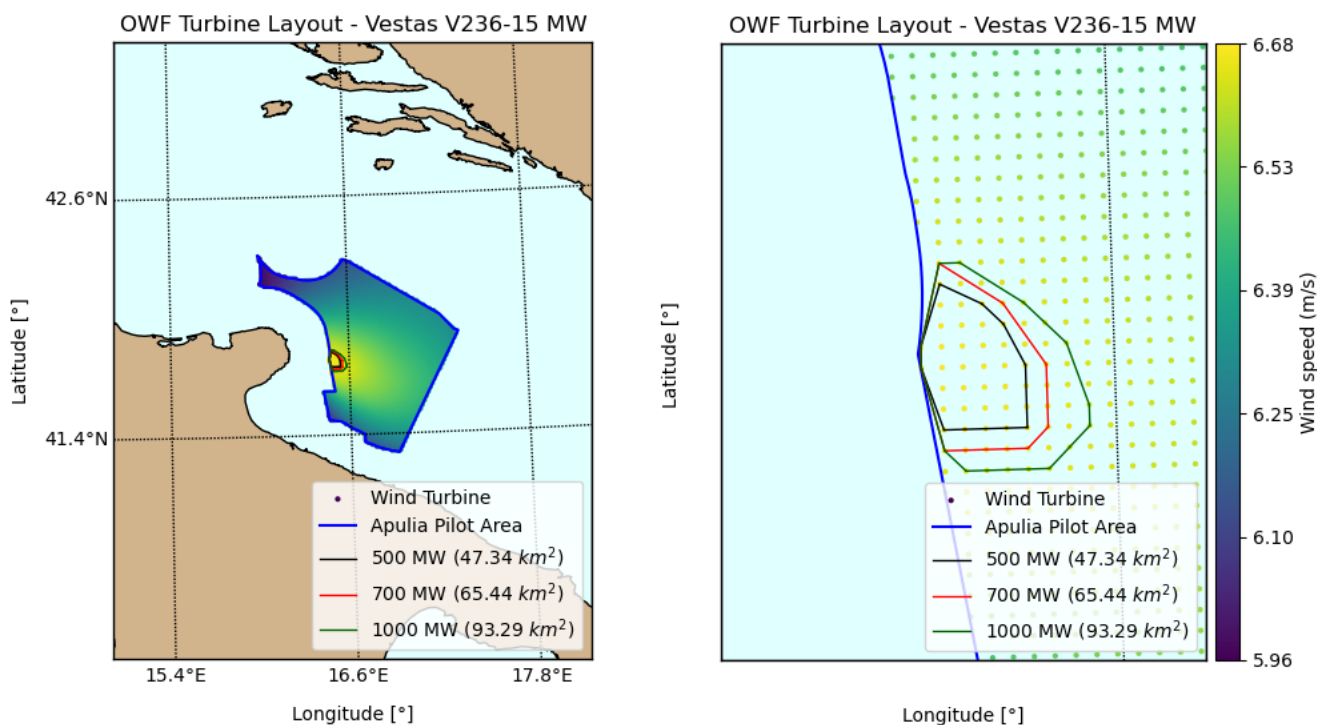 OWF Turbine Layout - Vestas V236-15 MW
42.6°N
41.4°N
Latitude [°]
15.4°E 16.6°E 17.8°E
Longitude [°]
Wind Turbine
Apulia Pilot Area
500 MW (47.34 km²)
700 MW (65.44 km²)
1000 MW (93.29 km²)
OWF Turbine Layout - Vestas V236-15 MW
Latitude [°]
Longitude [°]
Wind Turbine
Apulia Pilot Area
500 MW (47.34 km²)
700 MW (65.44 km²)
1000 MW (93.29 km²)
6.68
6.53
6.39
6.25
6.10
5.96
Wind speed (m/s)